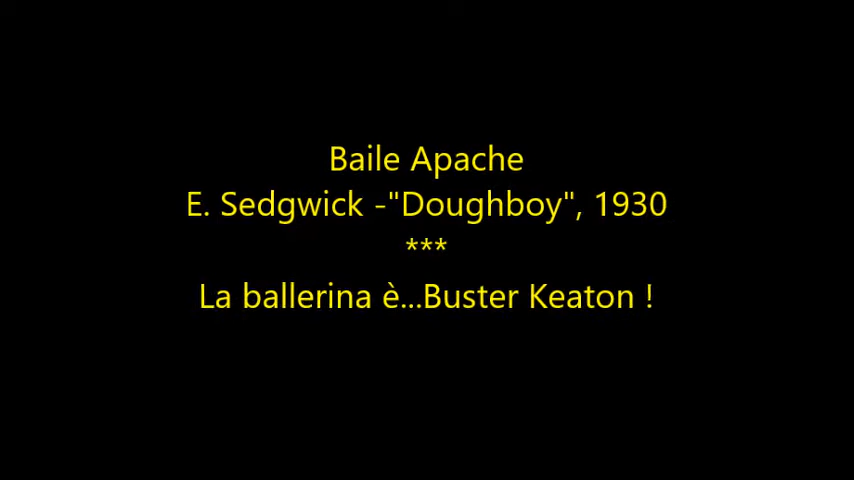 Baile Apache
E. Sedgwick -"Doughboy", 1930
***
La ballerina è...Buster Keaton !